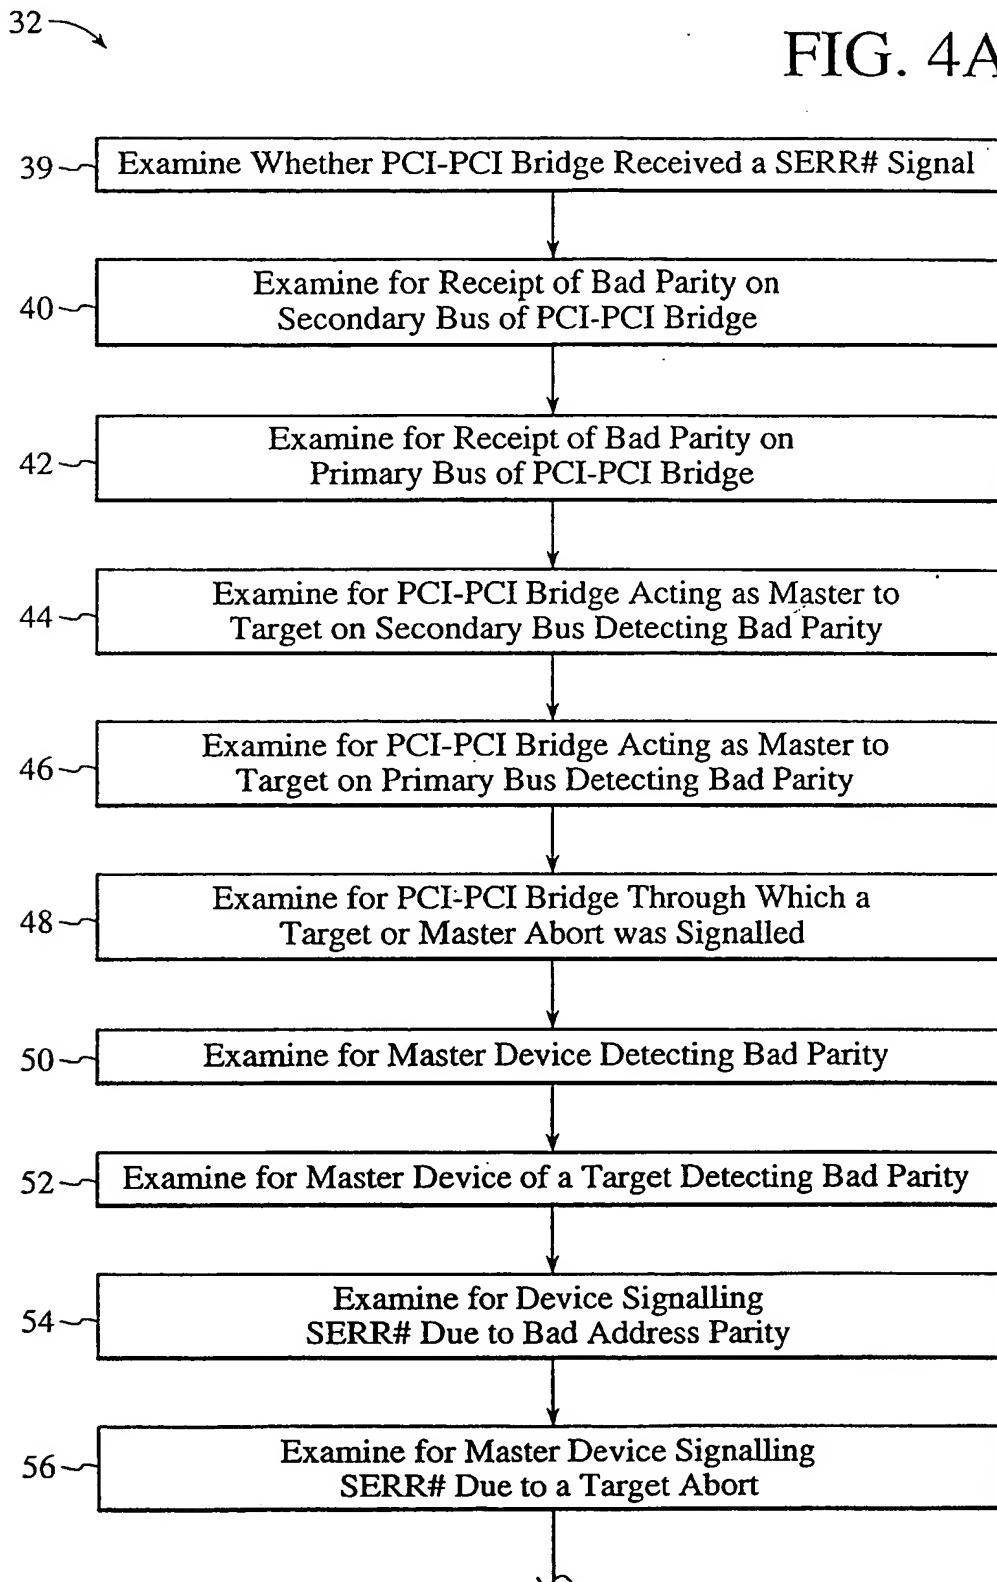 32
FIG. 4A
39 Examine Whether PCI-PCI Bridge Received a SERR# Signal
40 Examine for Receipt of Bad Parity on
Secondary Bus of PCI-PCI Bridge
42 Examine for Receipt of Bad Parity on
Primary Bus of PCI-PCI Bridge
44 Examine for PCI-PCI Bridge Acting as Master to
Target on Secondary Bus Detecting Bad Parity
46 Examine for PCI-PCI Bridge Acting as Master to
Target on Primary Bus Detecting Bad Parity
48 Examine for PCI-PCI Bridge Through Which a
Target or Master Abort was Signalled
50 Examine for Master Device Detecting Bad Parity
52 Examine for Master Device of a Target Detecting Bad Parity
54 Examine for Device Signalling
SERR# Due to Bad Address Parity
56 Examine for Master Device Signalling
SERR# Due to a Target Abort